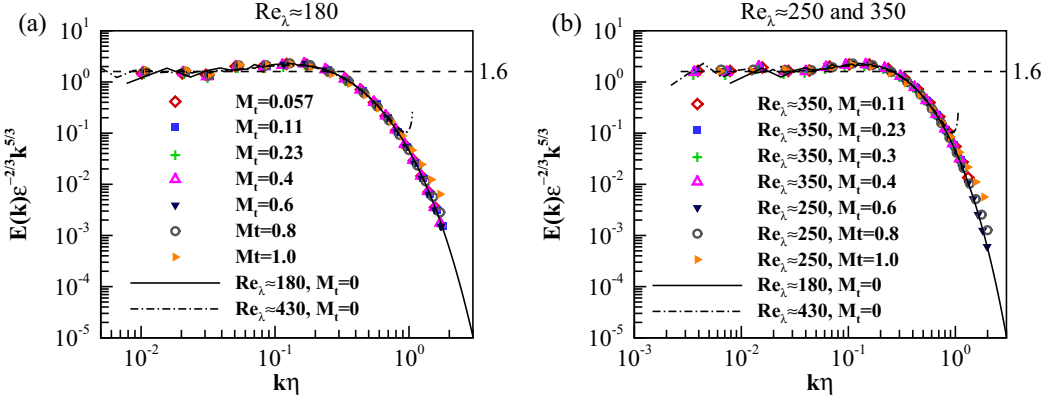 (a) Re_λ≈180
10^1
10^0
10^-1
10^-2
10^-3
10^-4
10^-5
E(k)ε^-2/3k^5/3
1.6
M_t=0.057
M_t=0.11
M_t=0.23
M_t=0.4
M_t=0.6
Mt=0.8
Mt=1.0
Re_λ≈180, M_t=0
Re_λ≈430, M_t=0
10^-2 10^-1 10^0
kη
(b) Re_λ≈250 and 350
10^1
10^0
10^-1
10^-2
10^-3
10^-4
10^-5
E(k)ε^-2/3k^5/3
1.6
Re_λ≈350, M_t=0.11
Re_λ≈350, M_t=0.23
Re_λ≈350, M_t=0.3
Re_λ≈350, M_t=0.4
Re_λ≈250, M_t=0.6
Re_λ≈250, Mt=0.8
Re_λ≈250, Mt=1.0
Re_λ≈180, M_t=0
Re_λ≈430, M_t=0
10^-3 10^-2 10^-1 10^0
kη